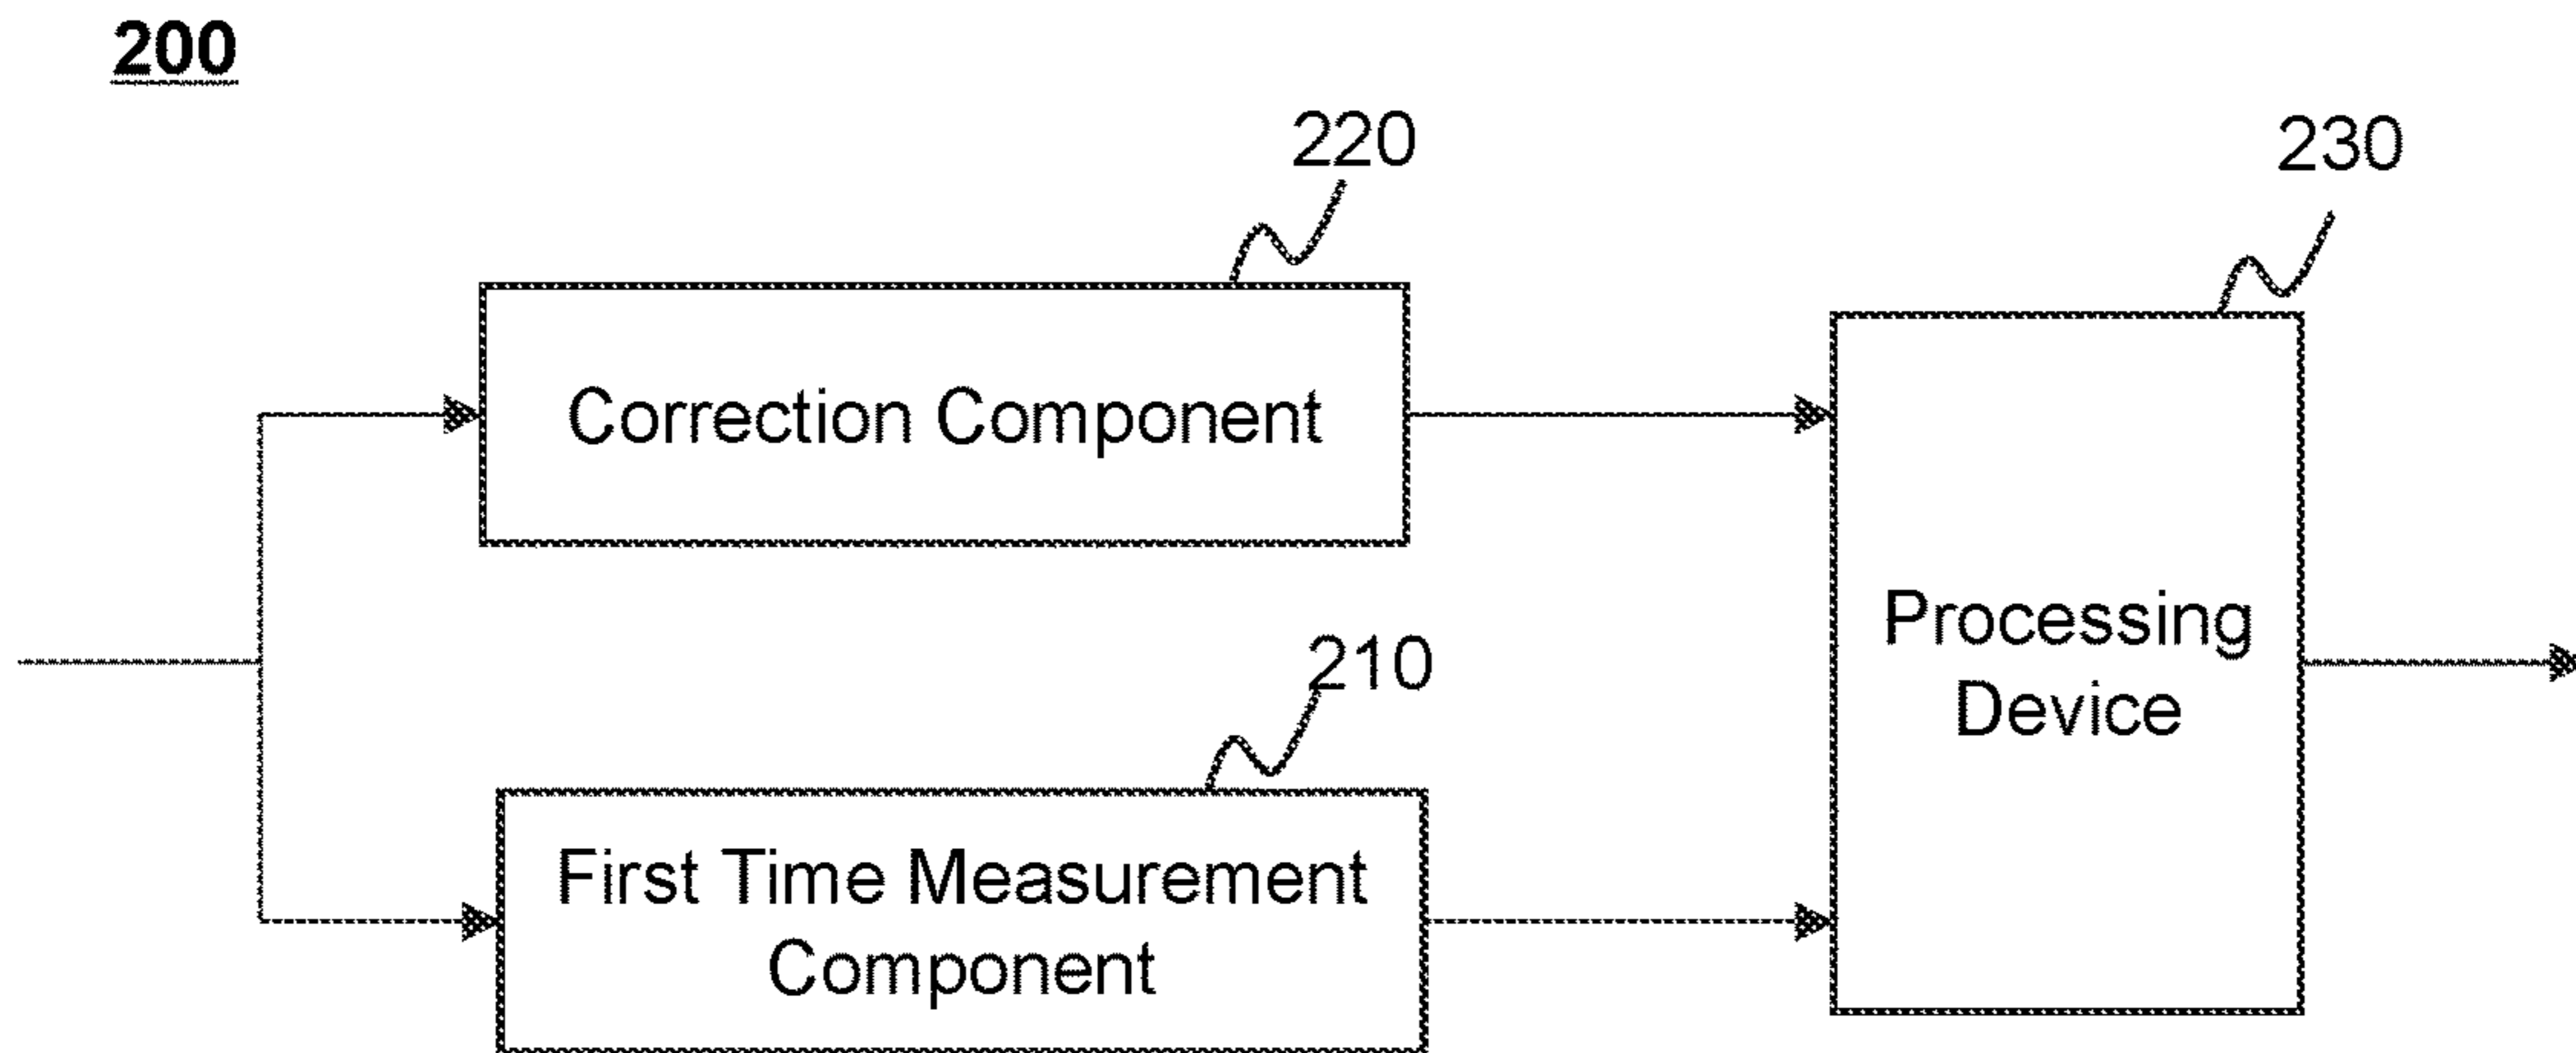 200
220
230
Correction Component
Processing
Device
210
First Time Measurement
Component